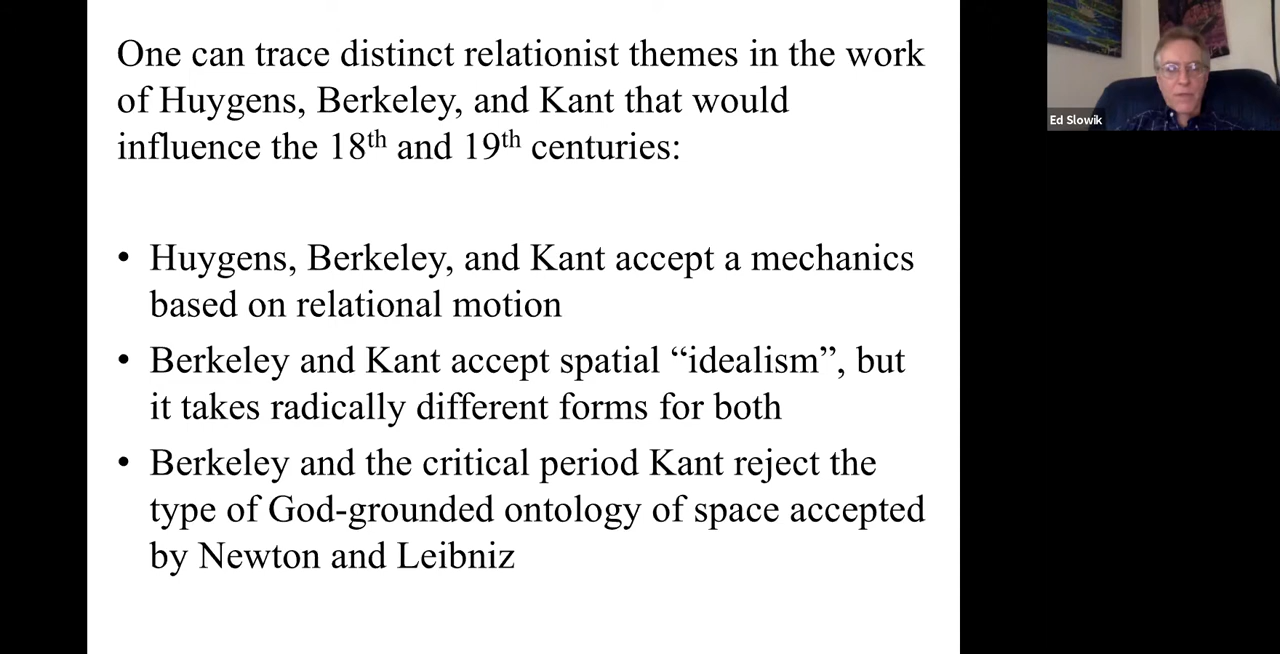 One can trace distinct relationist themes in the work
of Huygens, Berkeley, and Kant that would
influence the 18th and 19th centuries:
• Huygens, Berkeley, and Kant accept a mechanics
based on relational motion
• Berkeley and Kant accept spatial “idealism”, but
it takes radically different forms for both
• Berkeley and the critical period Kant reject the
type of God-grounded ontology of space accepted
by Newton and Leibniz
Ed Slowik